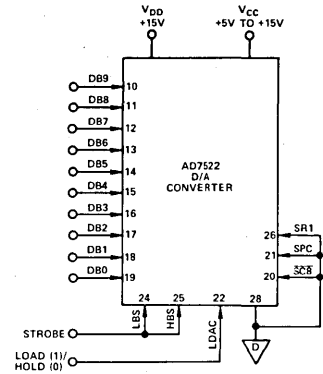 VDD
+15V
VCC
+5V TO +15V
DB9
10
DB8
11
DB7
12
DB6
13
DB5
14
DB4
15
DB3
16
DB2
17
DB1
18
DB0
19
AD7522
D/A
CONVERTER
26
SR1
21
SPC
20
SC8
24
25
22
28
LBS
HBS
LDAC
STROBE
LOAD (1)/
HOLD (0)
D